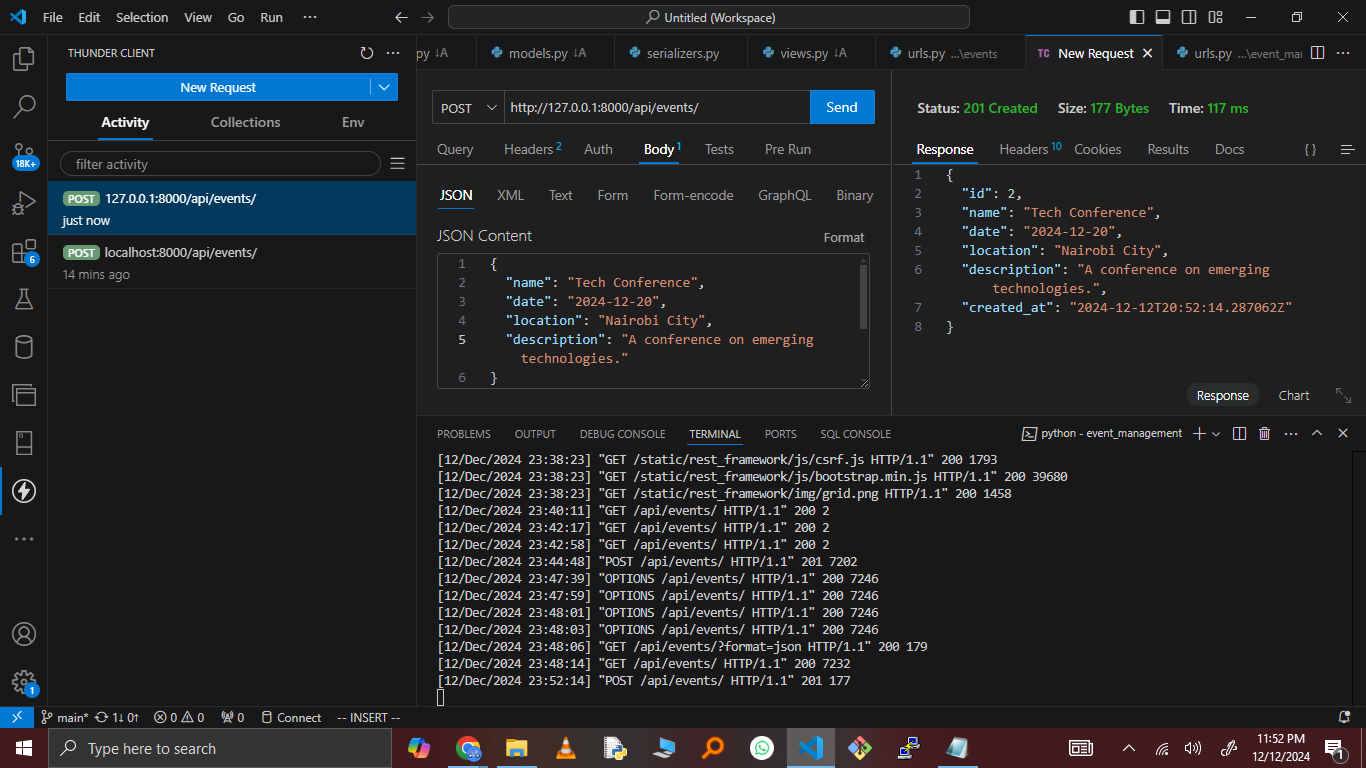 File Edit Selection View Go Run ··· Untitled (Workspace)
THUNDER CLIENT
New Request
Activity Collections Env
filter activity
POST 127.0.0.1:8000/api/events/
just now
POST localhost:8000/api/events/
14 mins ago
18K+
6
1
py ↓A models.py ↓A serializers.py views.py ↓A urls.py ...\events TC New Request urls.py ...\event_mai
POST http://127.0.0.1:8000/api/events/ Send
Query Headers 2 Auth Body 1 Tests Pre Run
JSON XML Text Form Form-encode GraphQL Binary
JSON Content Format
1 {
2 "name": "Tech Conference",
3 "date": "2024-12-20",
4 "location": "Nairobi City",
5 "description": "A conference on emerging
technologies."
6 }
Status: 201 Created Size: 177 Bytes Time: 117 ms
Response Headers 10 Cookies Results Docs { }
1 {
2 "id": 2,
3 "name": "Tech Conference",
4 "date": "2024-12-20",
5 "location": "Nairobi City",
6 "description": "A conference on emerging
technologies.",
7 "created_at": "2024-12-12T20:52:14.287062Z"
8 }
Response Chart
PROBLEMS OUTPUT DEBUG CONSOLE TERMINAL PORTS SQL CONSOLE python - event_management
[12/Dec/2024 23:38:23] "GET /static/rest_framework/js/csrf.js HTTP/1.1" 200 1793
[12/Dec/2024 23:38:23] "GET /static/rest_framework/js/bootstrap.min.js HTTP/1.1" 200 39680
[12/Dec/2024 23:38:23] "GET /static/rest_framework/img/grid.png HTTP/1.1" 200 1458
[12/Dec/2024 23:40:11] "GET /api/events/ HTTP/1.1" 200 2
[12/Dec/2024 23:42:17] "GET /api/events/ HTTP/1.1" 200 2
[12/Dec/2024 23:42:58] "GET /api/events/ HTTP/1.1" 200 2
[12/Dec/2024 23:44:48] "POST /api/events/ HTTP/1.1" 201 7202
[12/Dec/2024 23:47:39] "OPTIONS /api/events/ HTTP/1.1" 200 7246
[12/Dec/2024 23:47:59] "OPTIONS /api/events/ HTTP/1.1" 200 7246
[12/Dec/2024 23:48:01] "OPTIONS /api/events/ HTTP/1.1" 200 7246
[12/Dec/2024 23:48:03] "OPTIONS /api/events/ HTTP/1.1" 200 7246
[12/Dec/2024 23:48:06] "GET /api/events/?format=json HTTP/1.1" 200 179
[12/Dec/2024 23:48:14] "GET /api/events/ HTTP/1.1" 200 7232
[12/Dec/2024 23:52:14] "POST /api/events/ HTTP/1.1" 201 177
main* 1↓ 0↑ 0 0 0 Connect -- INSERT --
Type here to search
11:52 PM
12/12/2024
1